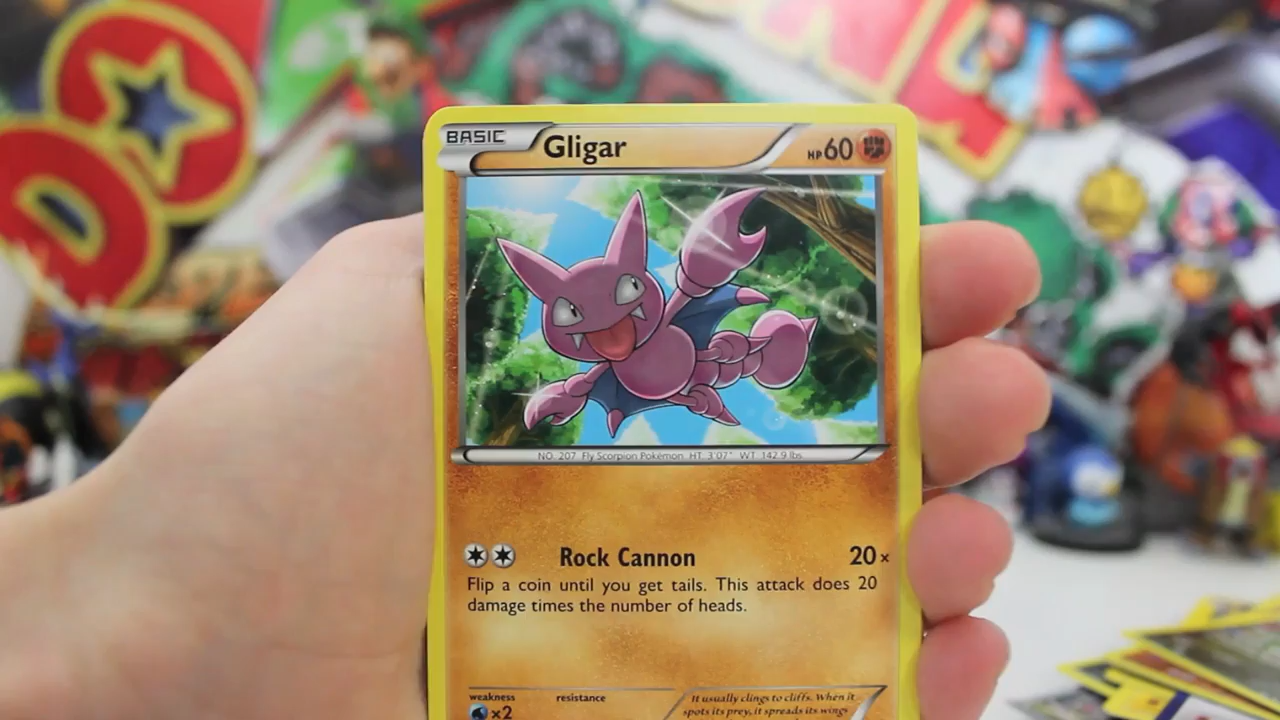 BASIC Gligar HP60
NO. 207 Fly Scorpion Pokémon HT. 3'07" WT. 142.9 lbs.
Rock Cannon 20×
Flip a coin until you get tails. This attack does 20
damage times the number of heads.
weakness resistance
×2
It usually clings to cliffs. When it
spots its prey, it spreads its wings